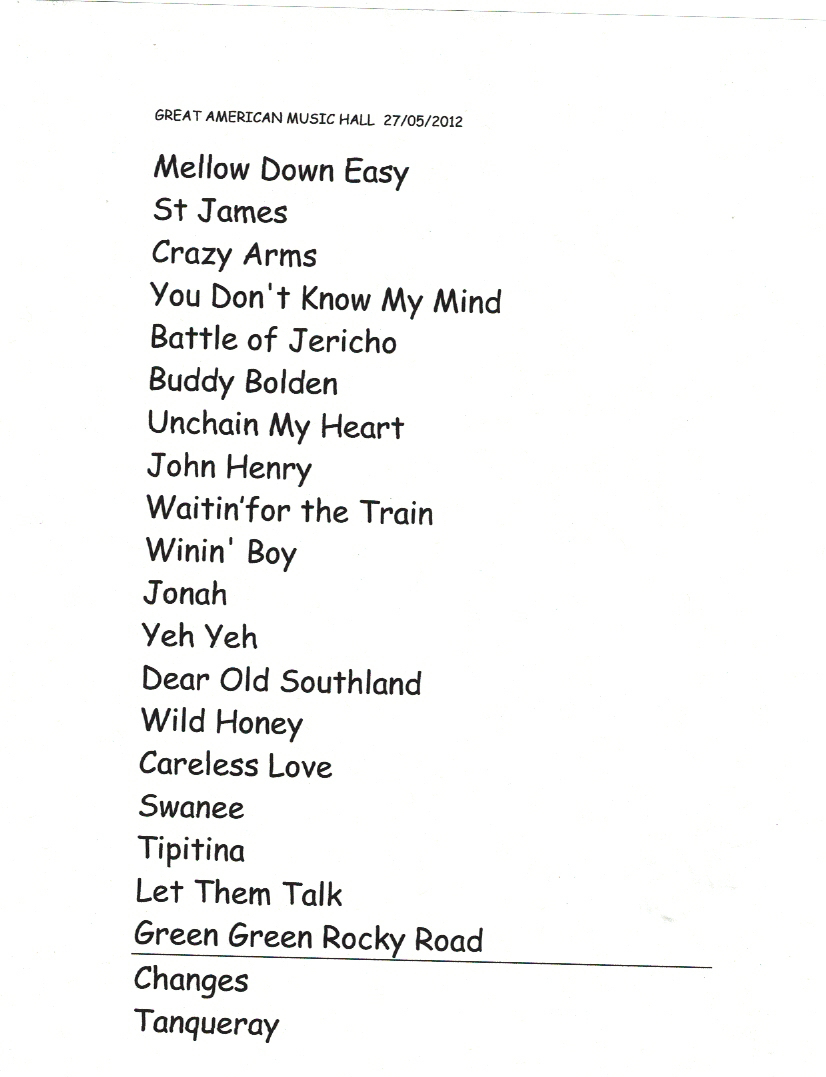 GREAT AMERICAN MUSIC HALL 27/05/2012
Mellow Down Easy
St James
Crazy Arms
You Don't Know My Mind
Battle of Jericho
Buddy Bolden
Unchain My Heart
John Henry
Waitin'for the Train
Winin' Boy
Jonah
Yeh Yeh
Dear Old Southland
Wild Honey
Careless Love
Swanee
Tipitina
Let Them Talk
Green Green Rocky Road
Changes
Tanqueray